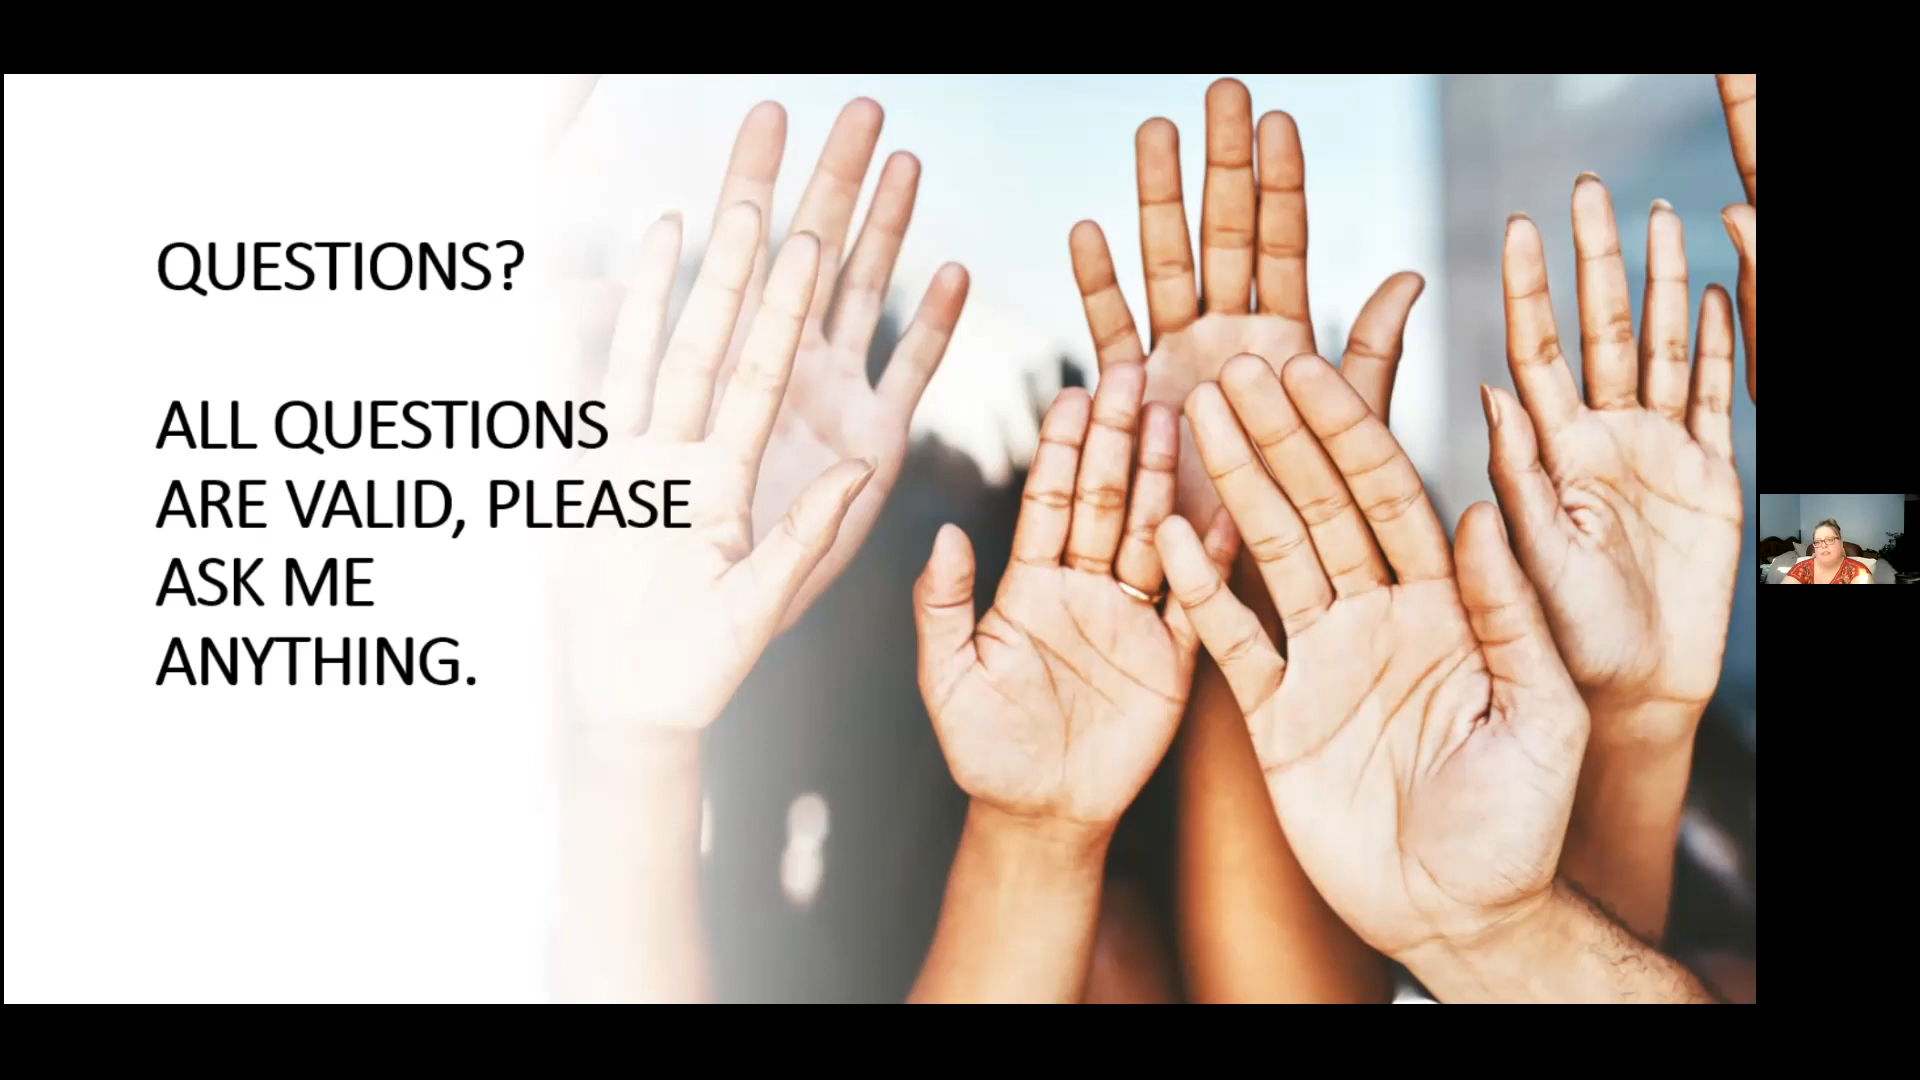 QUESTIONS?
ALL QUESTIONS
ARE VALID, PLEASE
ASK ME
ANYTHING.